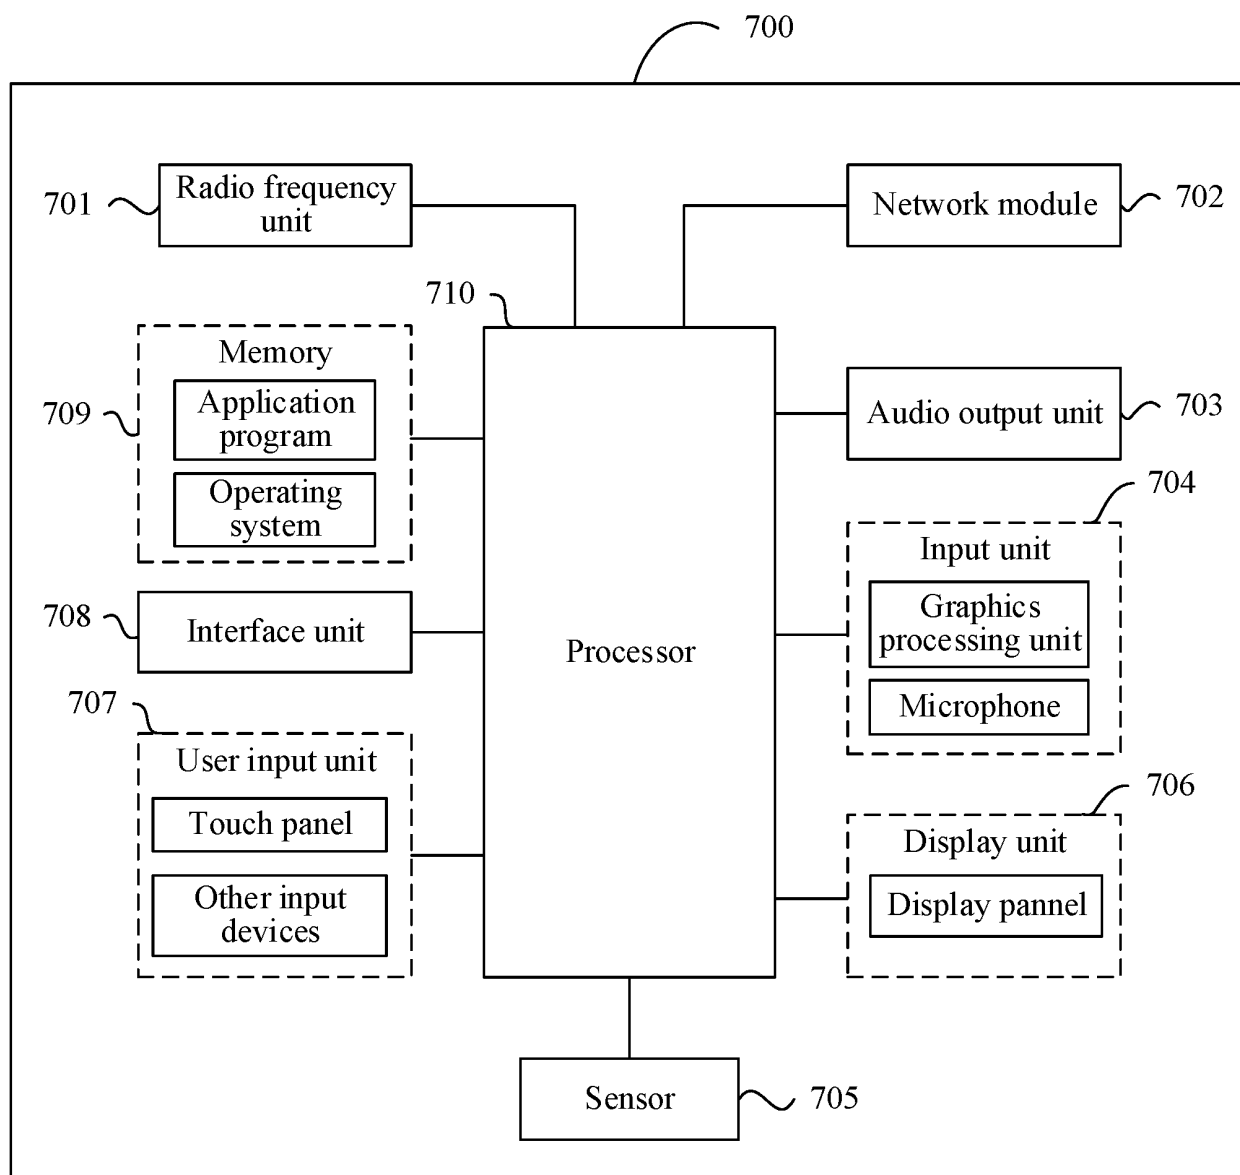 700
701
Radio frequency
unit
Network module
702
710
709
Memory
Application
program
Operating
system
Audio output unit
703
704
Input unit
Graphics
processing unit
Microphone
708
Interface unit
Processor
707
User input unit
Touch panel
Other input
devices
706
Display unit
Display pannel
Sensor
705